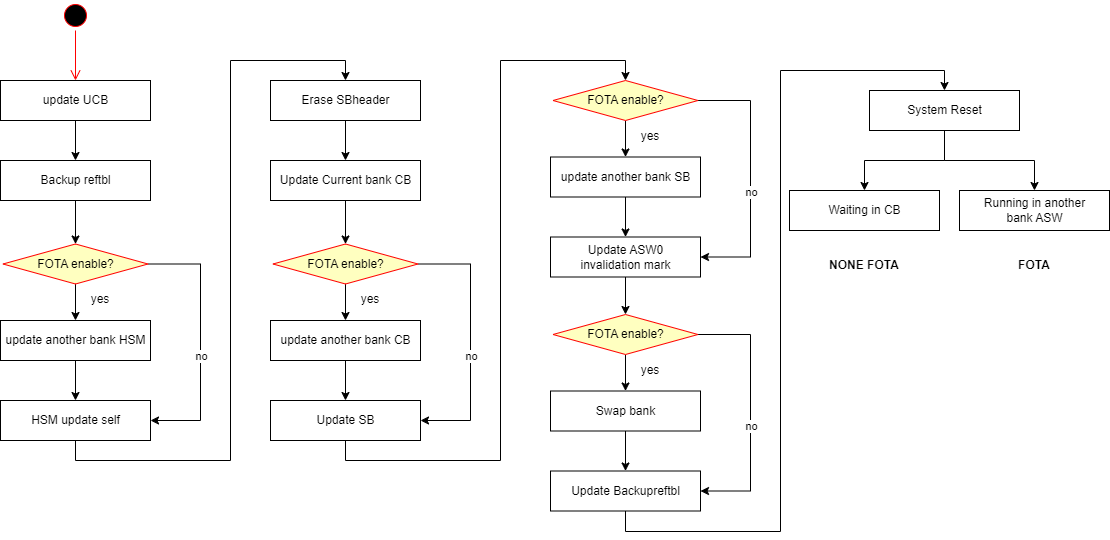 update UCB
Backup reftbl
FOTA enable?
yes
update another bank HSM
no
HSM update self
Erase SBheader
Update Current bank CB
FOTA enable?
yes
update another bank CB
no
Update SB
FOTA enable?
yes
update another bank SB
no
Update ASW0
invalidation mark
FOTA enable?
yes
Swap bank
no
Update Backupreftbl
System Reset
Waiting in CB
Running in another
bank ASW
NONE FOTA
FOTA